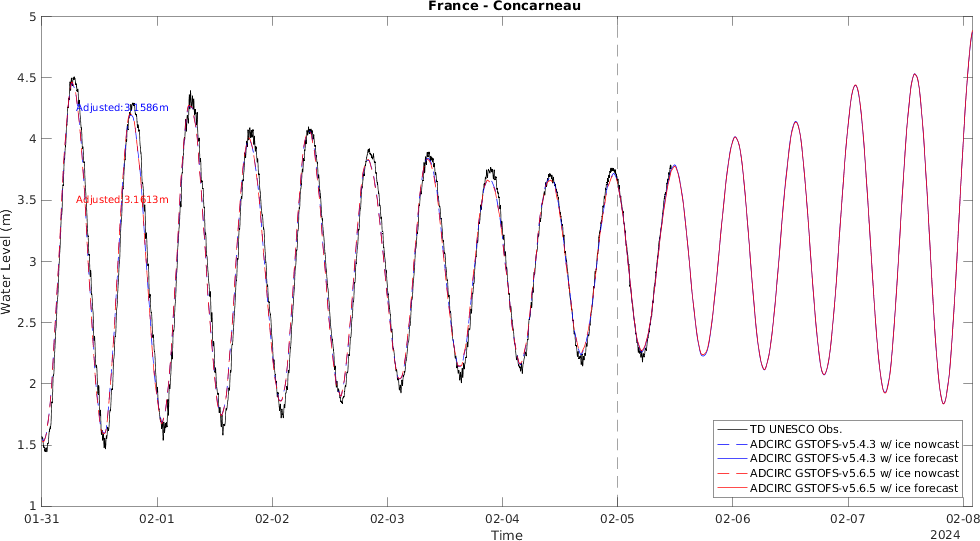 France - Concarneau
5
4.5
4
3.5
3
2.5
2
1.5
1
Water Level (m)
Adjusted:3.1586m
Adjusted:3.1613m
TD UNESCO Obs.
ADCIRC GSTOFS-v5.4.3 w/ ice nowcast
ADCIRC GSTOFS-v5.4.3 w/ ice forecast
ADCIRC GSTOFS-v5.6.5 w/ ice nowcast
ADCIRC GSTOFS-v5.6.5 w/ ice forecast
01-31 02-01 02-02 02-03 02-04 02-05 02-06 02-07 02-08
Time
2024